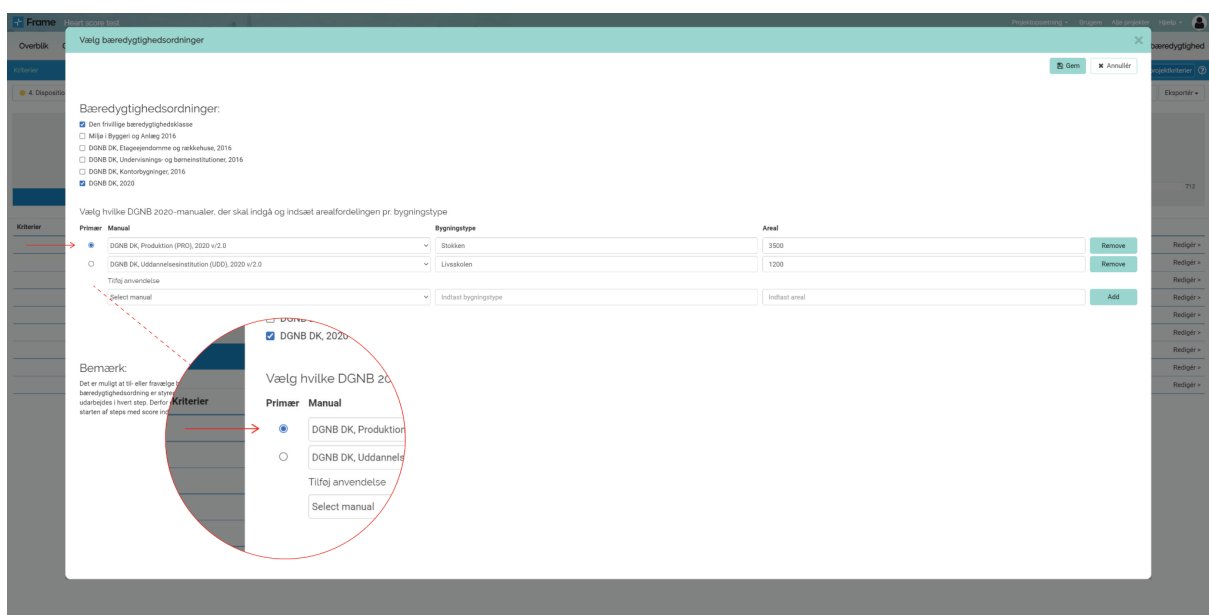 Frame Heart score test Projektopsætning Brugere Alle projekter Hjælp
Overblik
bæredygtighed
Vælg bæredygtighedsordninger
Kriterier
projektkriterier
Gem Annullér
4. Dispositio
Eksportér
Bæredygtighedsordninger:
Den frivillige bæredygtighedsklasse
Miljø i Byggeri og Anlæg 2016
DGNB DK, Etageejendomme og rækkehuse, 2016
DGNB DK, Undervisnings- og børneinstitutioner, 2016
DGNB DK, Kontorbygninger, 2016
DGNB DK, 2020
712
Vælg hvilke DGNB 2020-manualer, der skal indgå og indsæt arealfordelingen pr. bygningstype
Kriterier
Primær Manual Bygningstype Areal
DGNB DK, Produktion (PRO), 2020 v/2.0 Stokken 3500 Remove
Redigér »
DGNB DK, Uddannelsesinstitution (UDD), 2020 v/2.0 Livsskolen 1200 Remove
Redigér »
Tilføj anvendelse
Redigér »
Select manual Indtast bygningstype Indtast areal Add
Redigér »
Redigér »
Redigér »
Redigér »
Redigér »
Redigér »
Bemærk:
Det er muligt at til- eller fravælge
bæredygtighedsordning er styre
udarbejdes i hvert step. Derfor
starten af steps med score ind
DGNB DK, 2020
Vælg hvilke DGNB 20
Kriterier
Primær Manual
DGNB DK, Produktion
DGNB DK, Uddannels
Tilføj anvendelse
Select manual